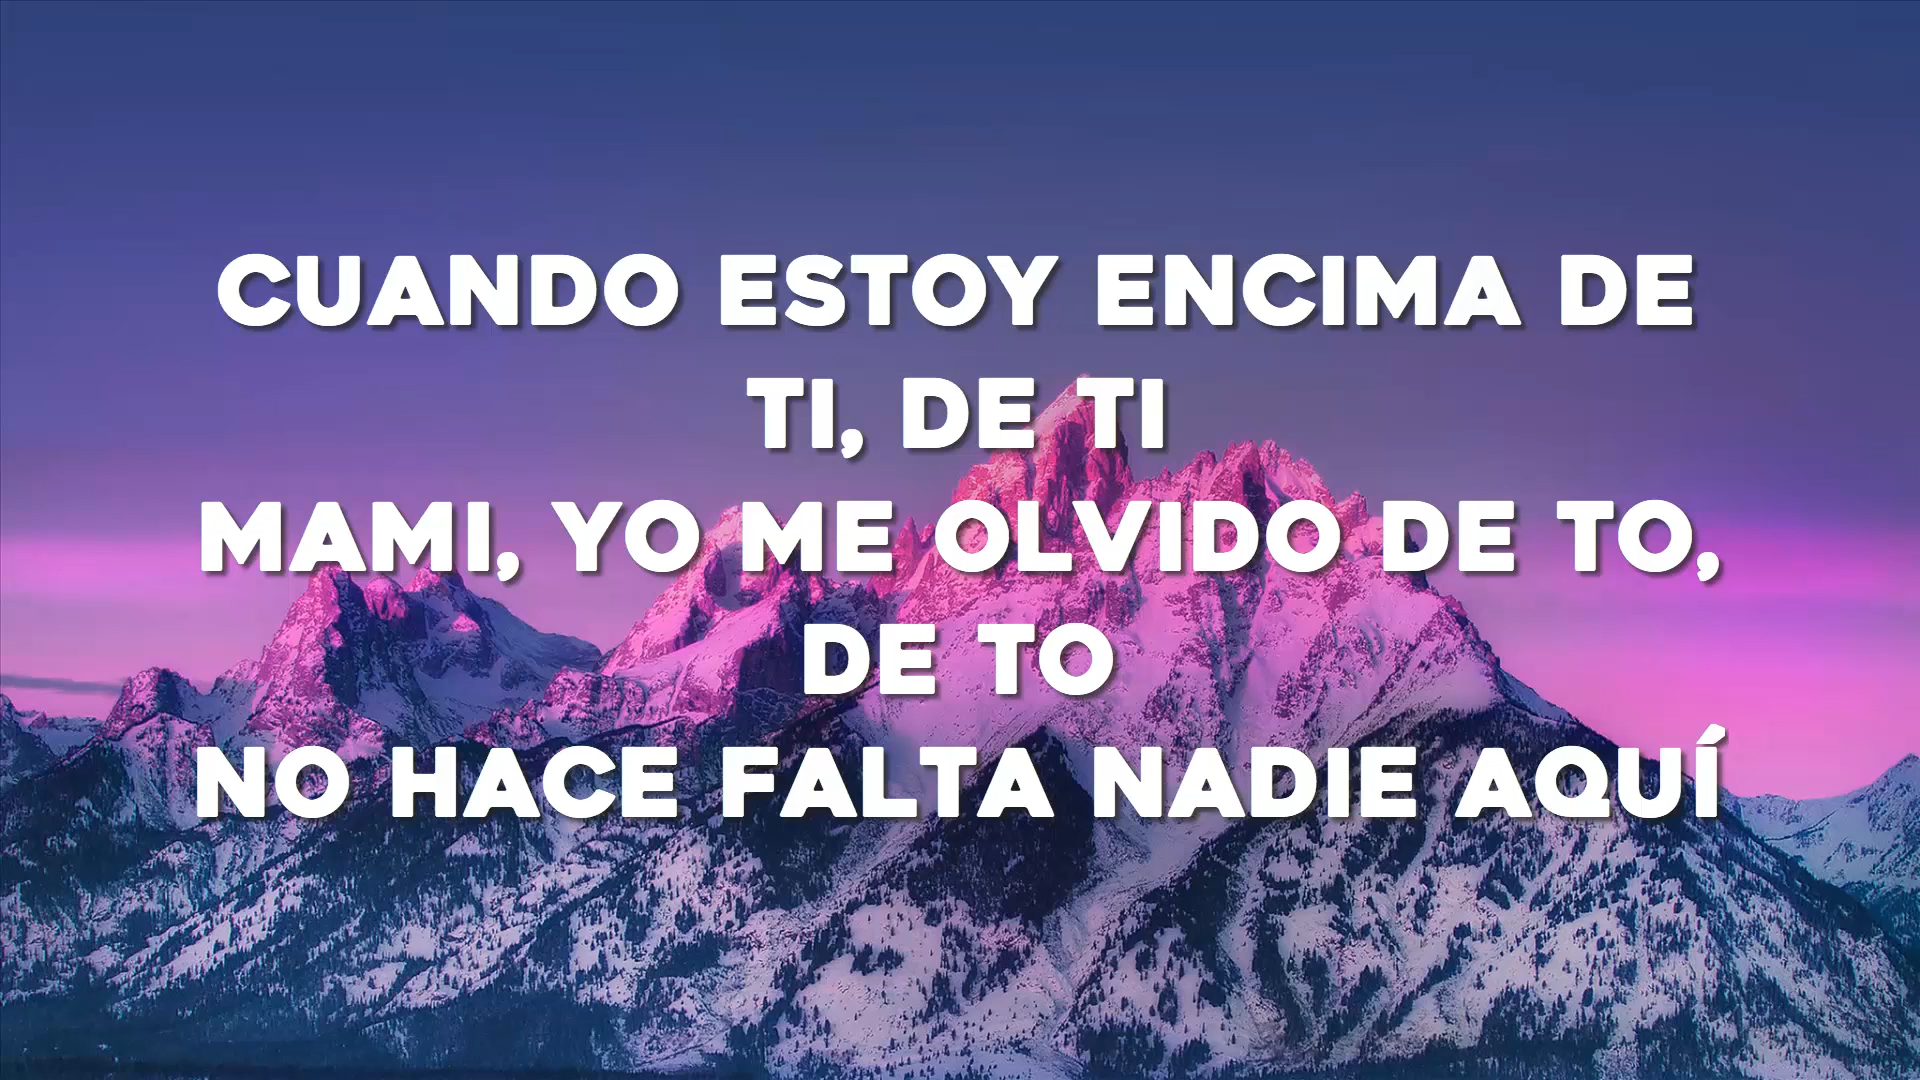 CUANDO ESTOY ENCIMA DE
TI, DE TI
MAMI, YO ME OLVIDO DE TO,
DE TO
NO HACE FALTA NADIE AQUÍ